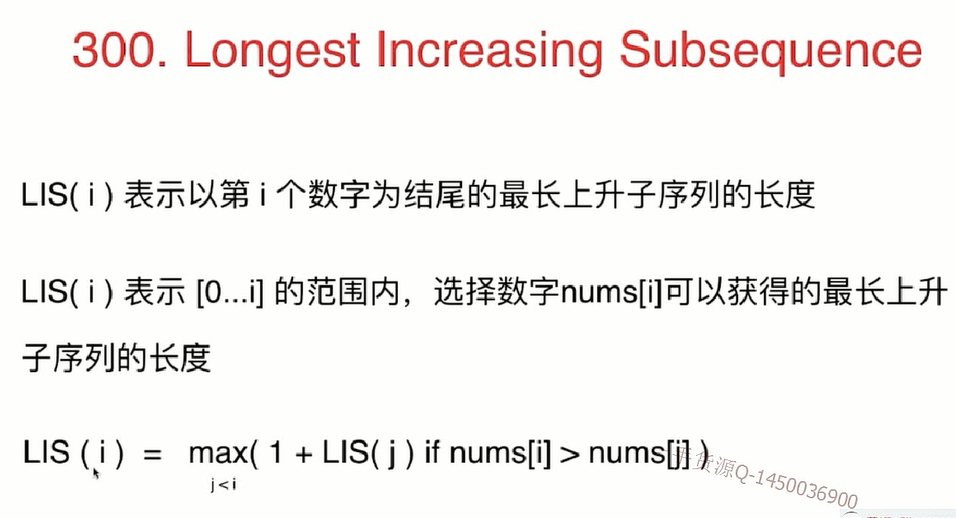 300. Longest Increasing Subsequence
LIS( i ) 表示以第 i 个数字为结尾的最长上升子序列的长度
LIS( i ) 表示 [0...i] 的范围内，选择数字nums[i]可以获得的最长上升
子序列的长度
LIS ( i ) = max( 1 + LIS( j ) if nums[i] > nums[j] )
j < i
货源Q-1450036900